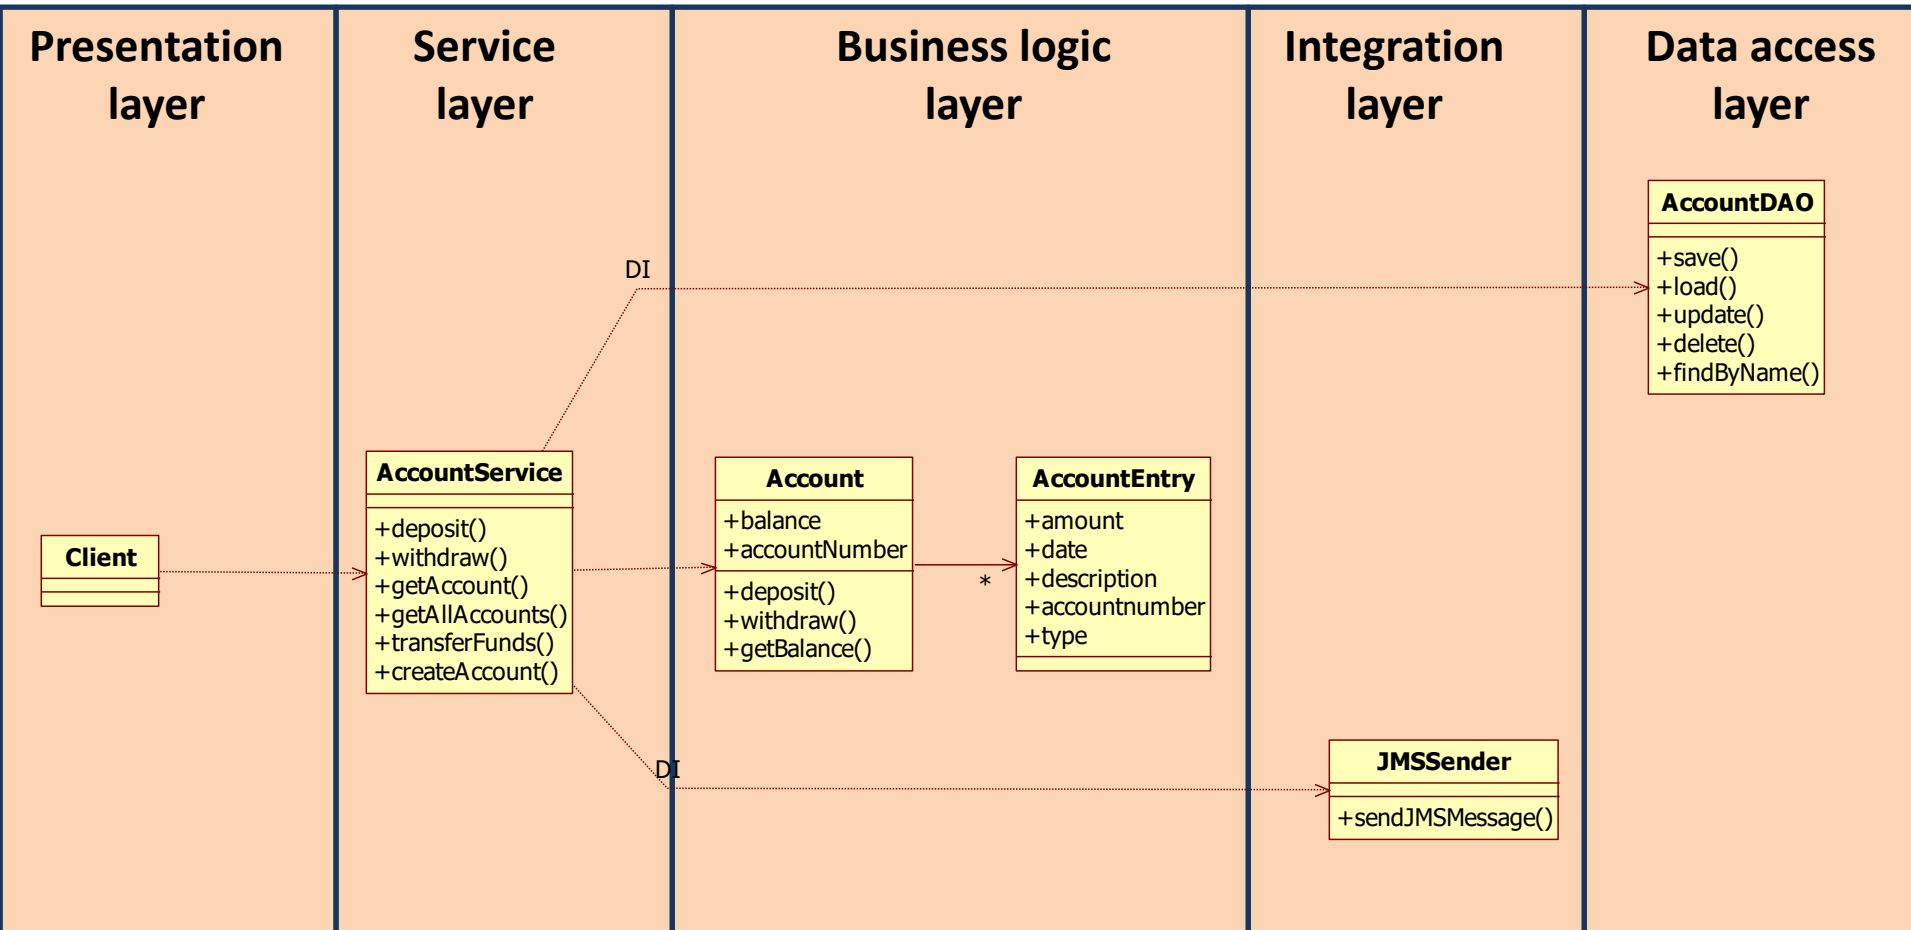 Presentation
layer
Service
layer
Business logic
layer
Integration
layer
Data access
layer
AccountDAO
+save()
+load()
+update()
+delete()
+findByName()
DI
AccountService
+deposit()
+withdraw()
+getAccount()
+getAllAccounts()
+transferFunds()
+createAccount()
Account
+balance
+accountNumber
+deposit()
+withdraw()
+getBalance()
*
AccountEntry
+amount
+date
+description
+accountnumber
+type
Client
DI
JMSSender
+sendJMSMessage()